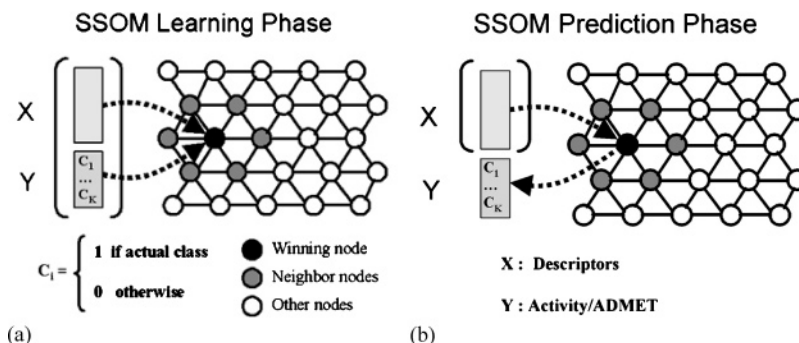 SSOM Learning Phase
X
Y
C1
...
CK
Ci =
1 if actual class
0 otherwise
Winning node
Neighbor nodes
Other nodes
(a)
SSOM Prediction Phase
X
Y
C1
...
CK
X : Descriptors
Y : Activity/ADMET
(b)